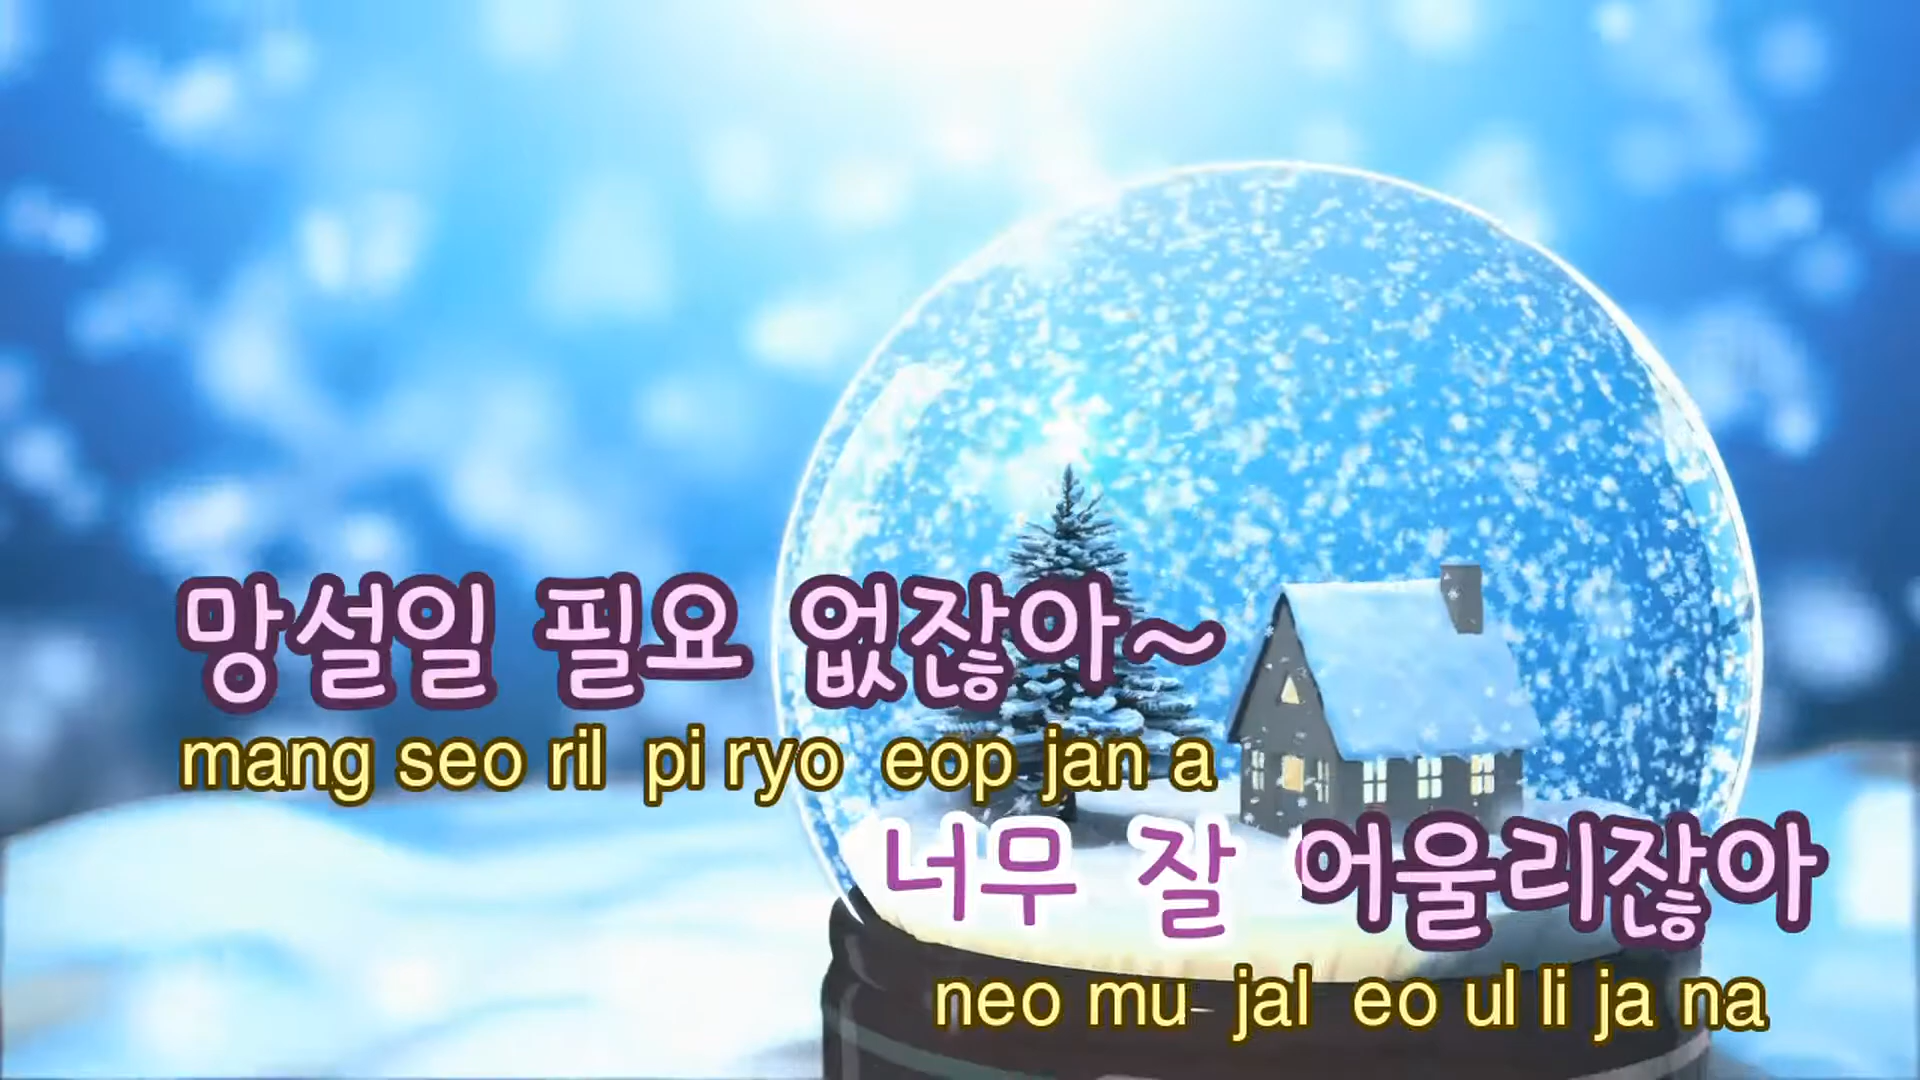 망설일 필요 없잖아~
mang seo ril pi ryo eop jan a
너무 잘 어울리잖아
neo mu jal eo ul li ja na